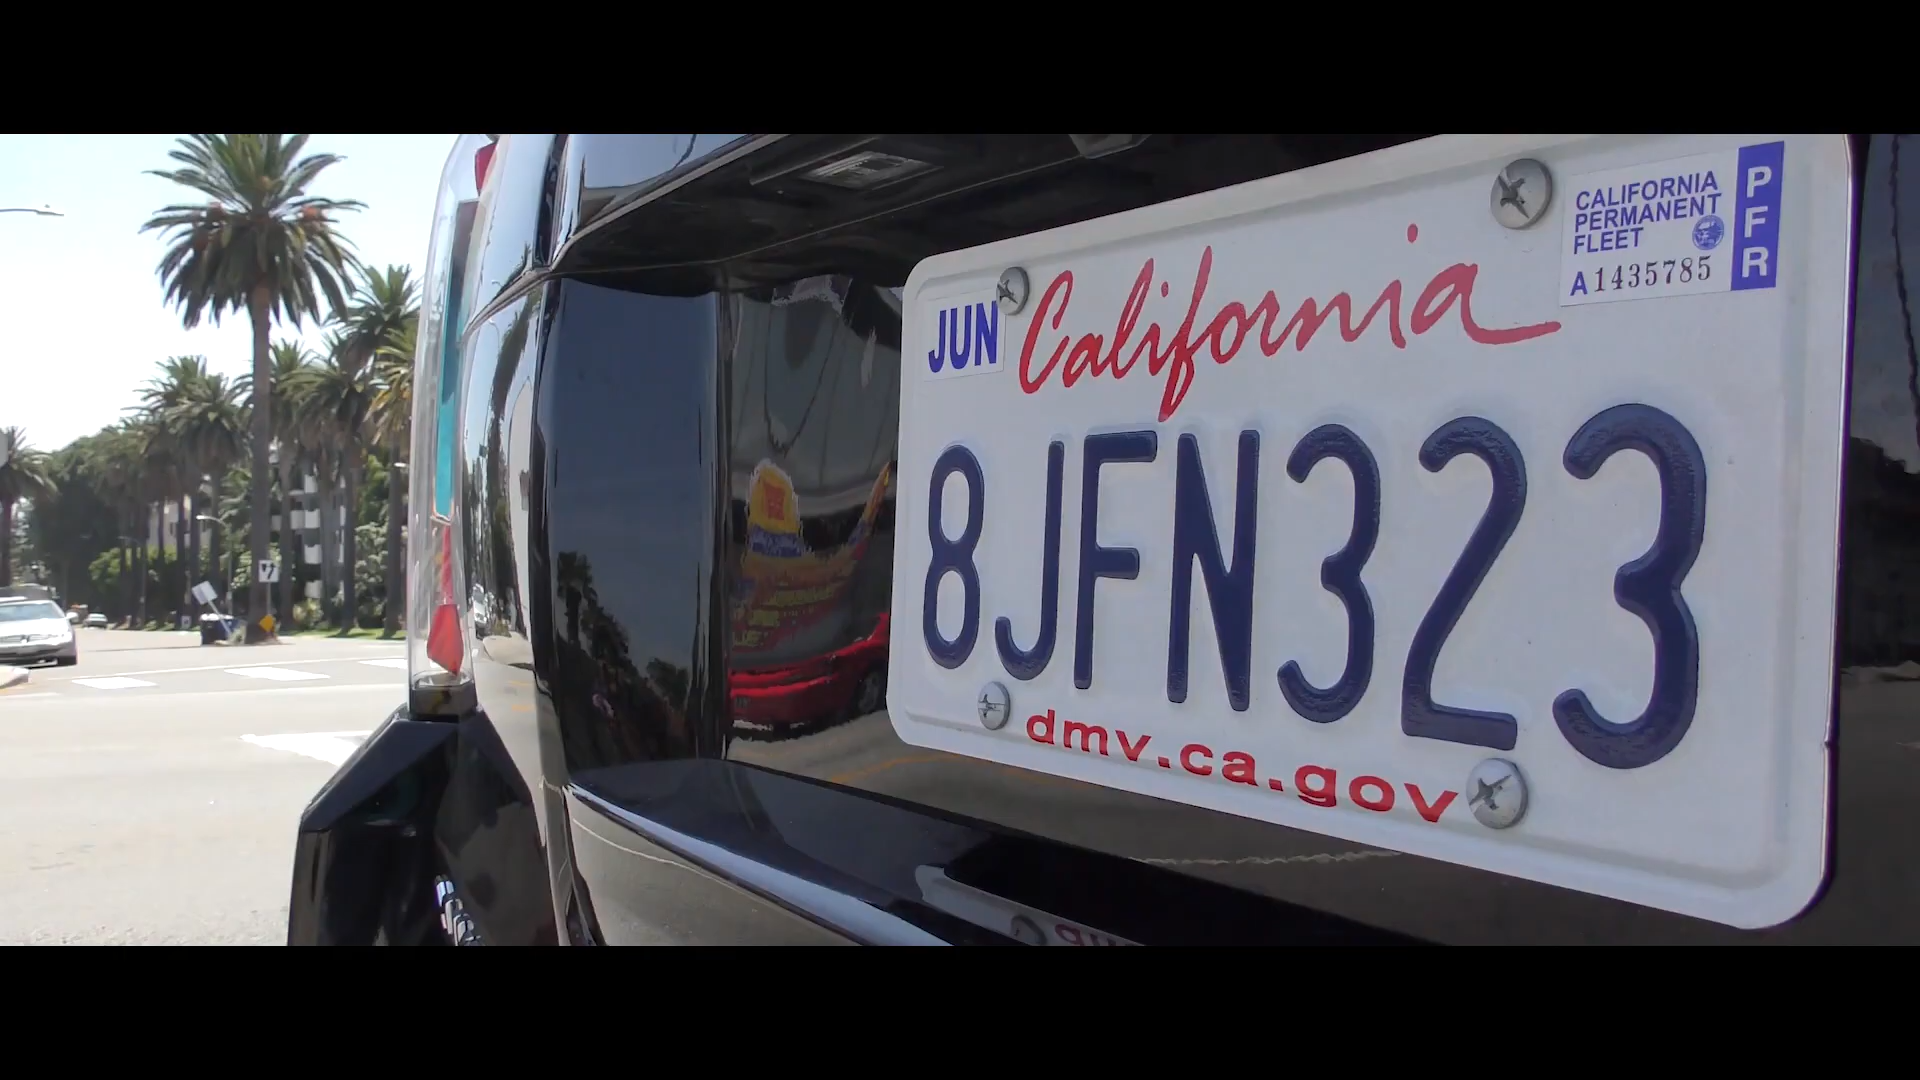 JUN
California
CALIFORNIA
PERMANENT
FLEET
A1435785
PFR
8JFN323
dmv.ca.gov